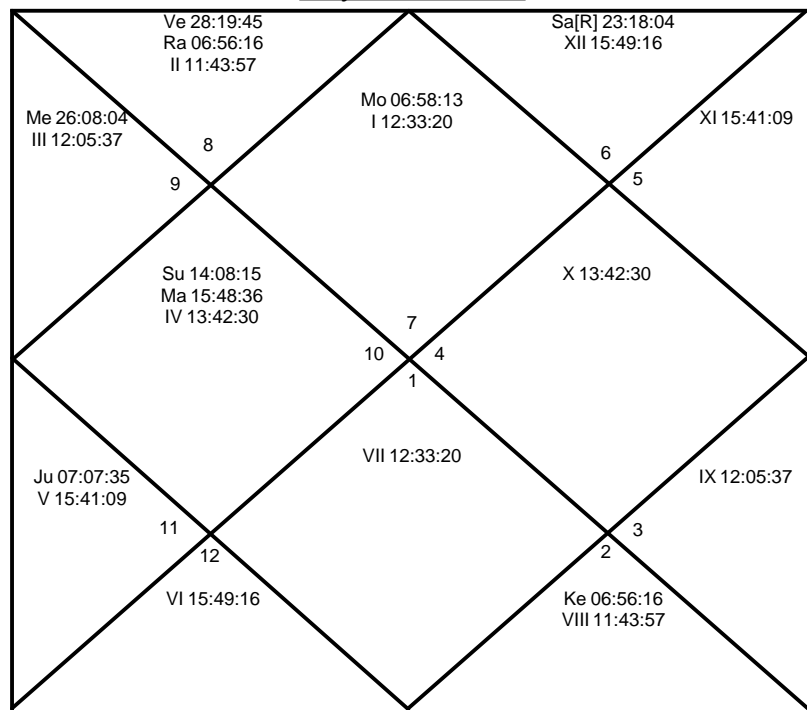 Ve 28:19:45
Ra 06:56:16
II 11:43:57
Sa[R] 23:18:04
XII 15:49:16
Mo 06:58:13
I 12:33:20
Me 26:08:04
III 12:05:37
XI 15:41:09
8
6
9
5
Su 14:08:15
Ma 15:48:36
IV 13:42:30
X 13:42:30
7
10
4
1
VII 12:33:20
Ju 07:07:35
V 15:41:09
IX 12:05:37
11
3
12
2
VI 15:49:16
Ke 06:56:16
VIII 11:43:57